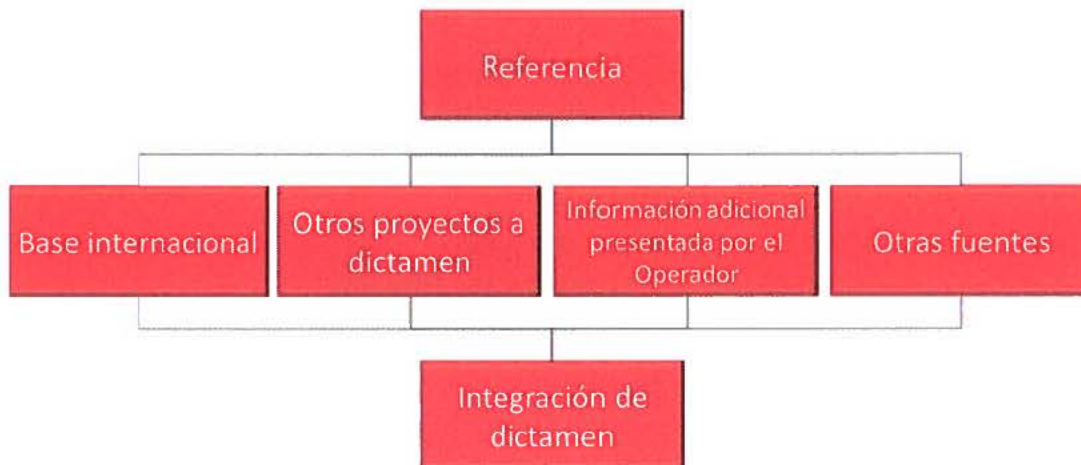 Referencia
Base internacional
Otros proyectos a
dictamen
Información adicional
presentada por el
Operador
Otras fuentes
Integración de
dictamen